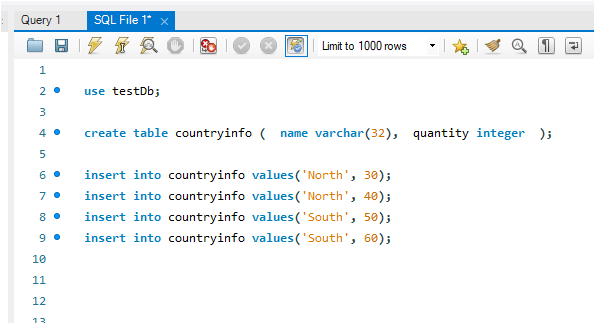 Query 1 SQL File 1*
Limit to 1000 rows
1
2 use testDb;
3
4 create table countryinfo (  name varchar(32),  quantity integer  );
5
6 insert into countryinfo values('North', 30);
7 insert into countryinfo values('North', 40);
8 insert into countryinfo values('South', 50);
9 insert into countryinfo values('South', 60);
10
11
12
13